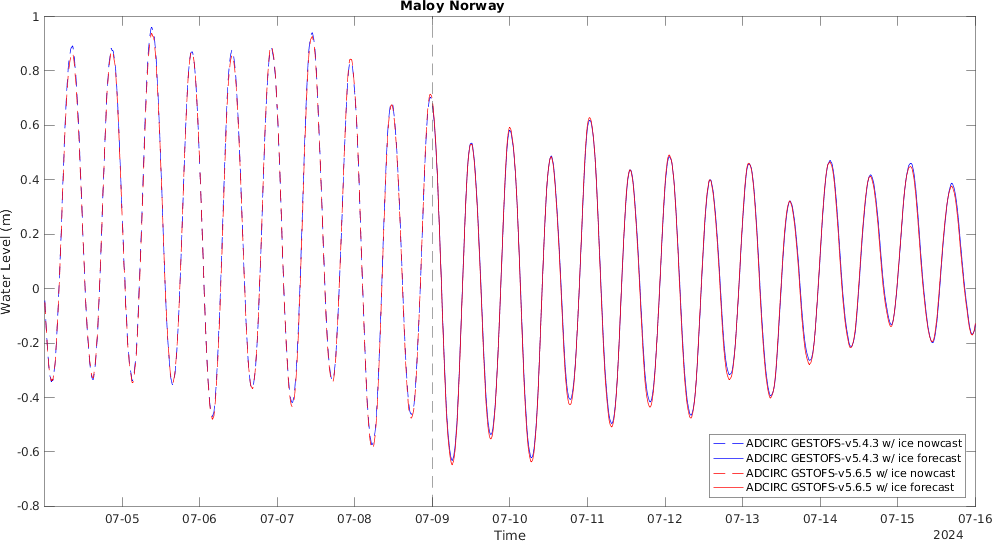 Maloy Norway
1
0.8
0.6
0.4
0.2
0
-0.2
-0.4
-0.6
-0.8
Water Level (m)
ADCIRC GESTOFS-v5.4.3 w/ ice nowcast
ADCIRC GESTOFS-v5.4.3 w/ ice forecast
ADCIRC GSTOFS-v5.6.5 w/ ice nowcast
ADCIRC GSTOFS-v5.6.5 w/ ice forecast
07-05 07-06 07-07 07-08 07-09 07-10 07-11 07-12 07-13 07-14 07-15 07-16
Time
2024